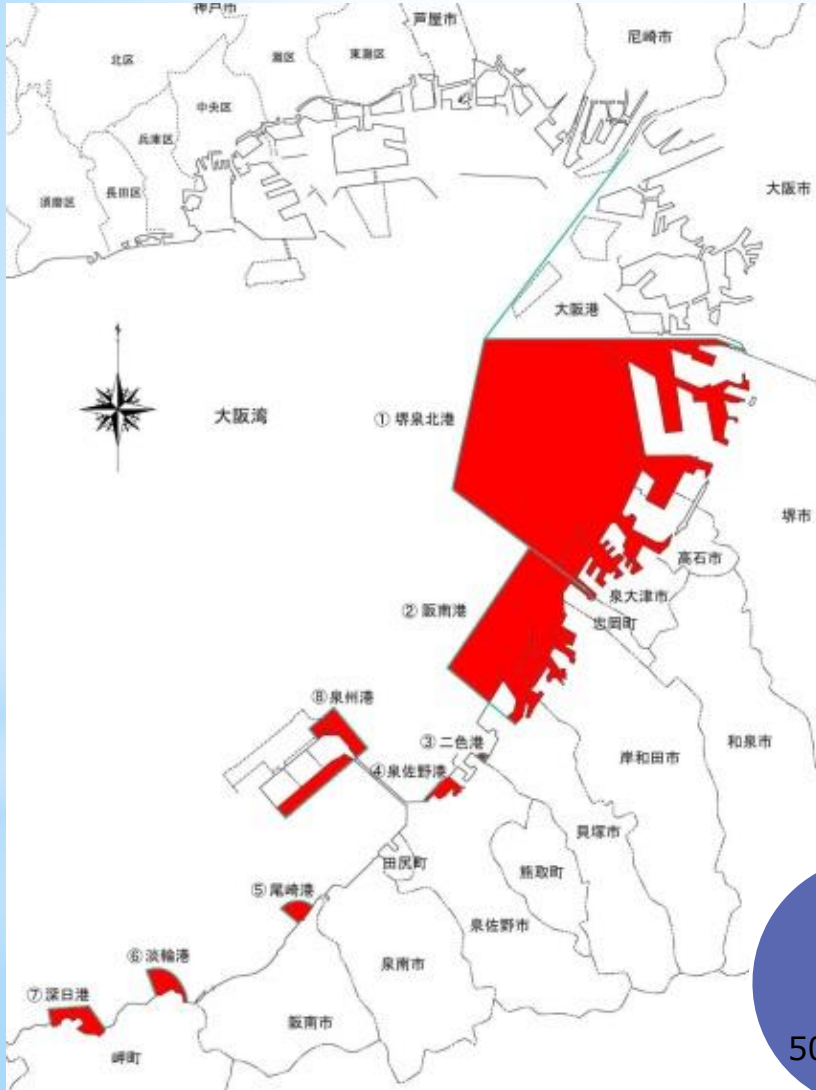 神戸市
芦屋市
尼崎市
北区
灘区
東灘区
中央区
兵庫区
長田区
須磨区
大阪市
大阪港
大阪湾
①堺泉北港
堺市
高石市
泉大津市
忠岡町
②阪南港
⑧泉州港
③二色港
④泉佐野港
岸和田市
和泉市
貝塚市
熊取町
田尻町
⑤尾崎港
泉佐野市
泉南市
⑥淡輪港
⑦深日港
阪南市
岬町
50